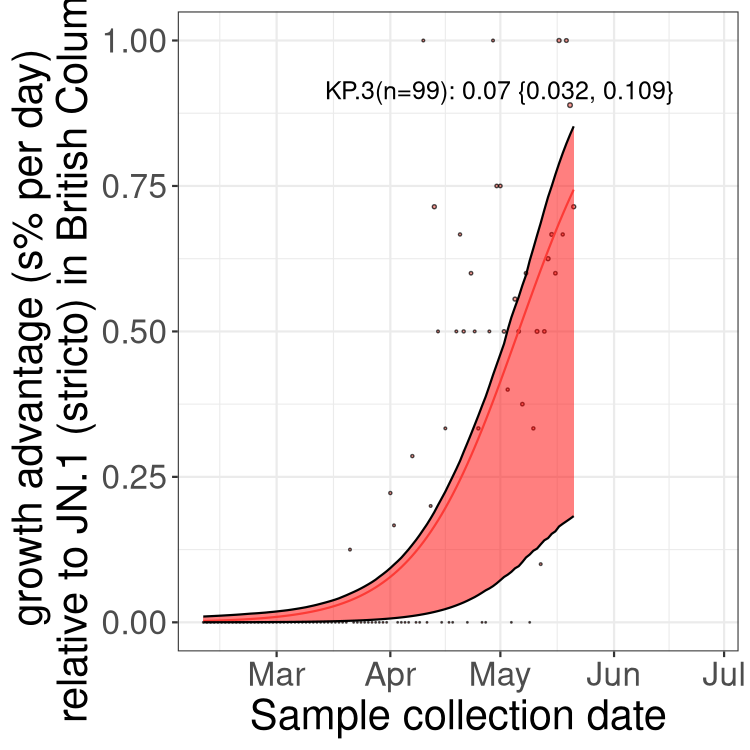 growth advantage (s% per day)
relative to JN.1 (stricto) in British Colum
1.00
0.75
0.50
0.25
0.00
KP.3(n=99): 0.07 {0.032, 0.109}
Mar Apr May Jun Jul
Sample collection date